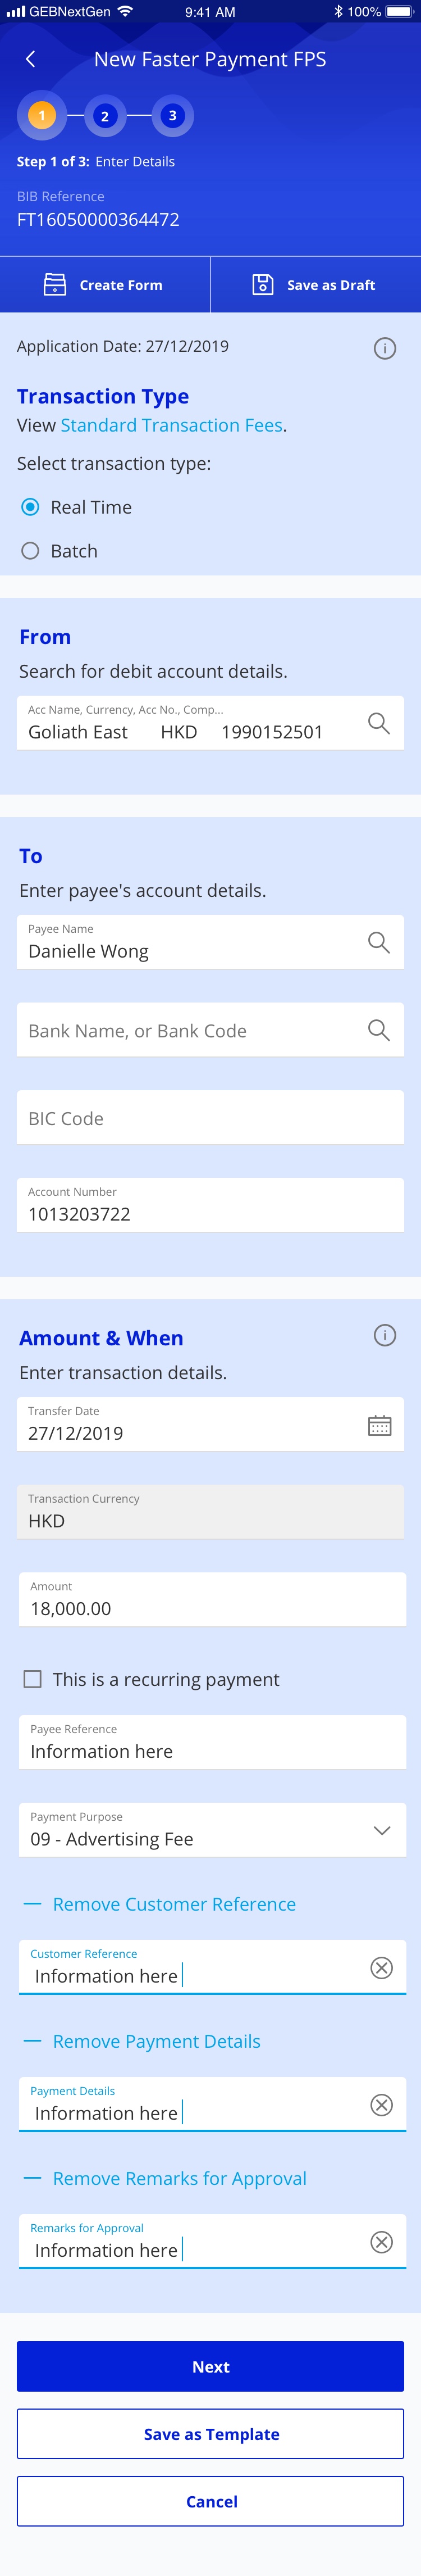 GEBNextGen 9:41 AM 100%
New Faster Payment FPS
1 2 3
Step 1 of 3: Enter Details
BIB Reference
FT16050000364472
Create Form Save as Draft
Application Date: 27/12/2019 i
Transaction Type
View Standard Transaction Fees.
Select transaction type:
Real Time
Batch
From
Search for debit account details.
Acc Name, Currency, Acc No., Comp...
Goliath East HKD 1990152501
To
Enter payee's account details.
Payee Name
Danielle Wong
Bank Name, or Bank Code
BIC Code
Account Number
1013203722
Amount & When i
Enter transaction details.
Transfer Date
27/12/2019
Transaction Currency
HKD
Amount
18,000.00
This is a recurring payment
Payee Reference
Information here
Payment Purpose
09 - Advertising Fee
Remove Customer Reference
Customer Reference
Information here
Remove Payment Details
Payment Details
Information here
Remove Remarks for Approval
Remarks for Approval
Information here
Next
Save as Template
Cancel